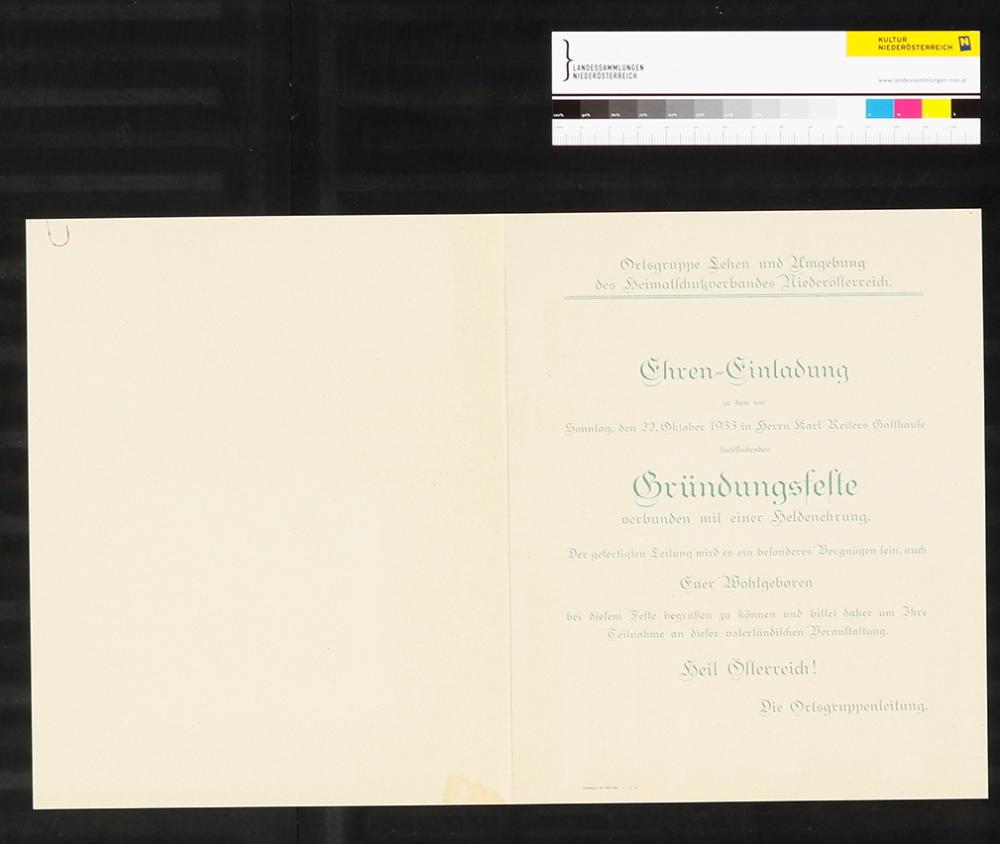 KULTUR
NIEDERÖSTERREICH
LANDESSAMMLUNGEN
NIEDERÖSTERREICH
www.landessammlungen-noe.at
Ortsgruppe Lehen und Umgebung
des Heimatschutzverbandes Niederösterreich.
Ehren-Einladung
zu dem am
Sonntag, den 22. Oktober 1933 in Herrn Karl Reiters Gasthause
stattfindenden
Gründungsfeste
verbunden mit einer Heldenehrung.
Der gefertigten Leitung wird es ein besonderes Vergnügen sein, auch
Euer Wohlgeboren
bei diesem Feste begrüßen zu können und bittet daher um Ihre
Teilnahme an dieser vaterländischen Veranstaltung.
Heil Österreich!
Die Ortsgruppenleitung.